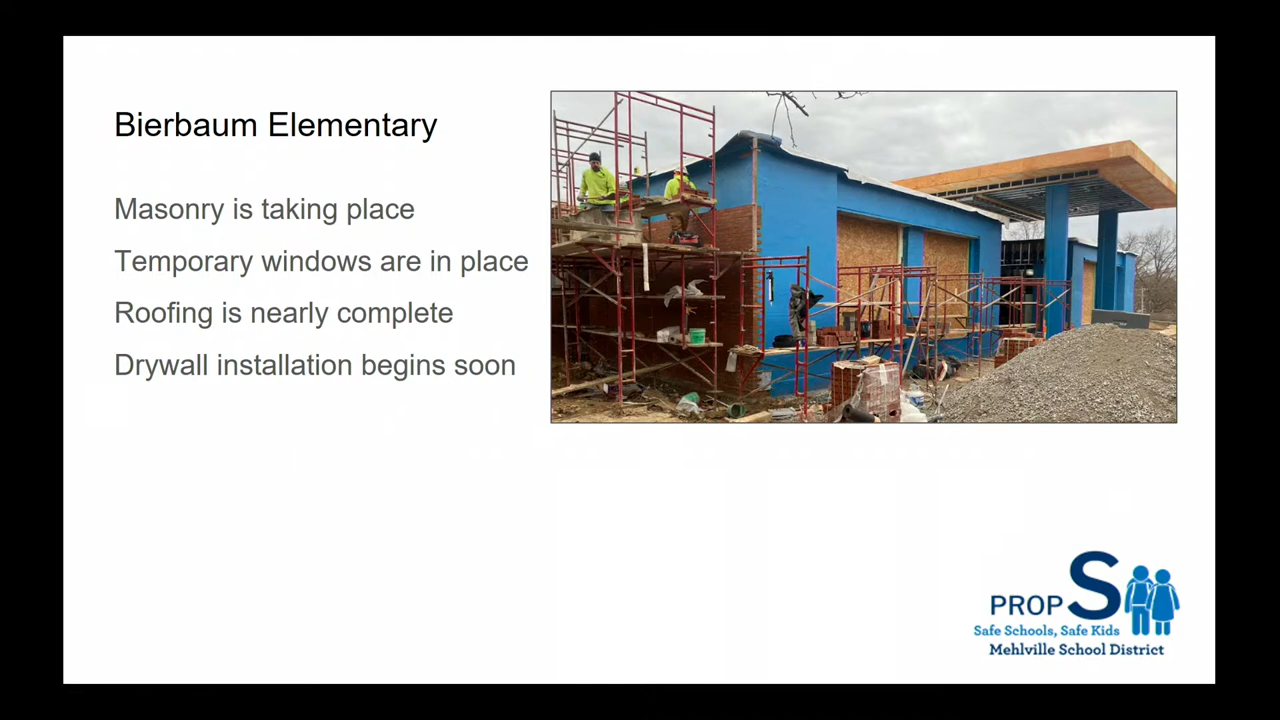 Bierbaum Elementary
Masonry is taking place
Temporary windows are in place
Roofing is nearly complete
Drywall installation begins soon
PROP S
Safe Schools, Safe Kids
Mehlville School District